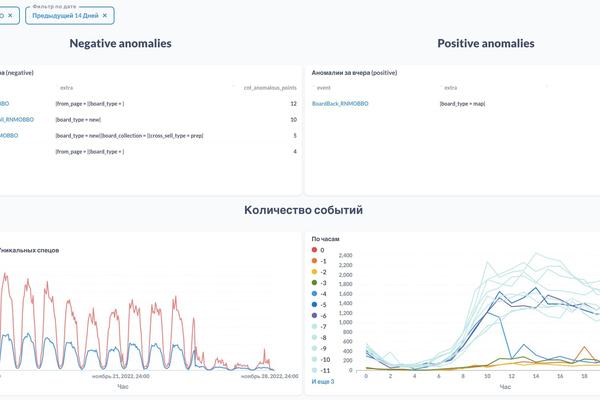 Фильтр по дате
О ×
Предыдущий 14 Дней ×
Negative anomalies
Positive anomalies
ра (negative)
extra
cnt_anomalous_points
BBO
|from_page = ||board_type = |
12
il_RNMOBBO
|board_type = new|
10
MOBBO
|board_type = new||board_collection = ||cross_sell_type = prep|
5
|from_page = ||board_type = |
4
Аномалии за вчера (positive)
event
extra
BoardBack_RNMOBBO
|board_type = map|
Количество событий
Уникальных спецов
ноябрь 21, 2022, 24:00
ноябрь 28, 2022, 24:00
Час
По часам
0
-1
-2
-3
-4
-5
-6
-7
-8
-9
-10
-11
И еще 3
2,400
2,200
2,000
1,800
1,600
1,400
1,200
1,000
800
600
400
200
0
0 2 4 6 8 10 12 14 16 18
Час